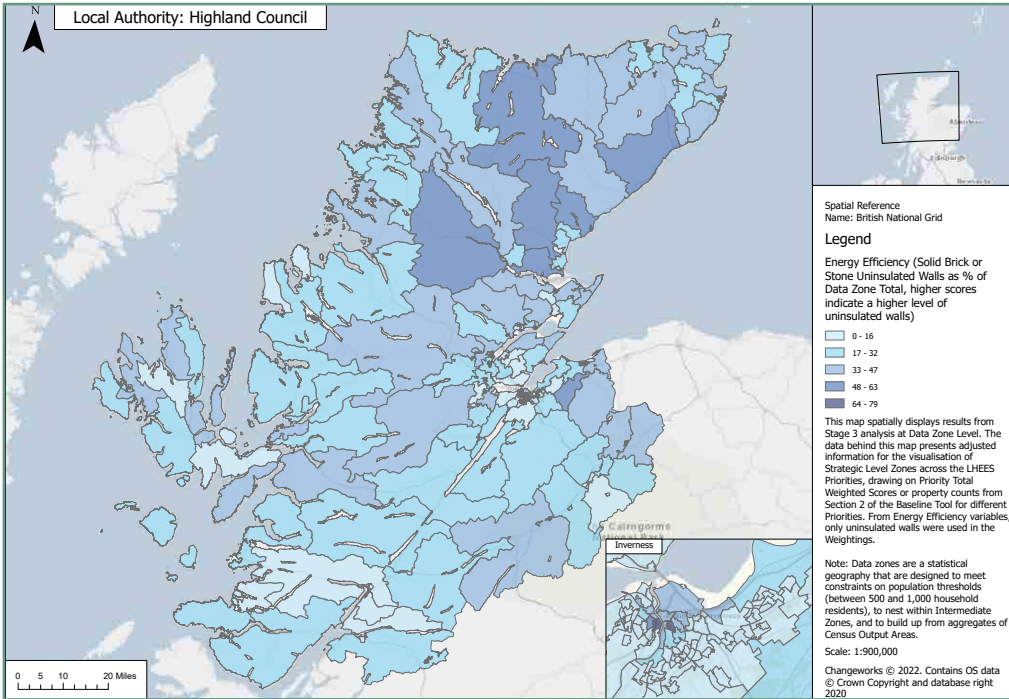 N
Local Authority: Highland Council
Aberdeen
Edinburgh
Newcastle
Spatial Reference
Name: British National Grid
Legend
Energy Efficiency (Solid Brick or
Stone Uninsulated Walls as % of
Data Zone Total, higher scores
indicate a higher level of
uninsulated walls)
0 - 16
17 - 32
33 - 47
48 - 63
64 - 79
This map spatially displays results from
Stage 3 analysis at Data Zone Level. The
data behind this map presents adjusted
information for the visualisation of
Strategic Level Zones across the LHEES
Priorities, drawing on Priority Total
Weighted Scores or property counts from
Section 2 of the Baseline Tool for different
Priorities. From Energy Efficiency variables,
only uninsulated walls were used in the
Weightings.
Note: Data zones are a statistical
geography that are designed to meet
constraints on population thresholds
(between 500 and 1,000 household
residents), to nest within Intermediate
Zones, and to build up from aggregates of
Census Output Areas.
Scale: 1:900,000
Changeworks © 2022. Contains OS data
© Crown Copyright and database right
2020
Cairngorms
National Park
Inverness
0 5 10 20 Miles